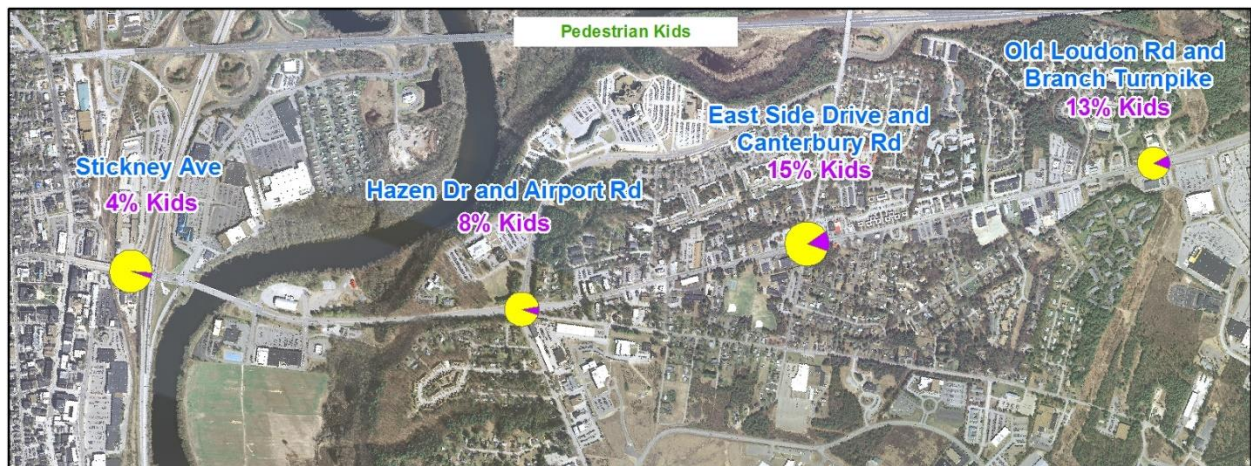 Pedestrian Kids
Old Loudon Rd and
Branch Turnpike
13% Kids
East Side Drive and
Canterbury Rd
15% Kids
Stickney Ave
4% Kids
Hazen Dr and Airport Rd
8% Kids